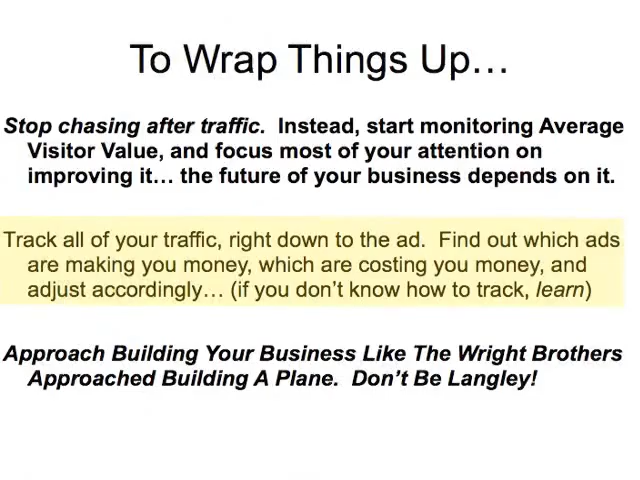 To Wrap Things Up…
Stop chasing after traffic.  Instead, start monitoring Average
Visitor Value, and focus most of your attention on
improving it… the future of your business depends on it.
Track all of your traffic, right down to the ad.  Find out which ads
are making you money, which are costing you money, and
adjust accordingly… (if you don’t know how to track, learn)
Approach Building Your Business Like The Wright Brothers
Approached Building A Plane.  Don’t Be Langley!